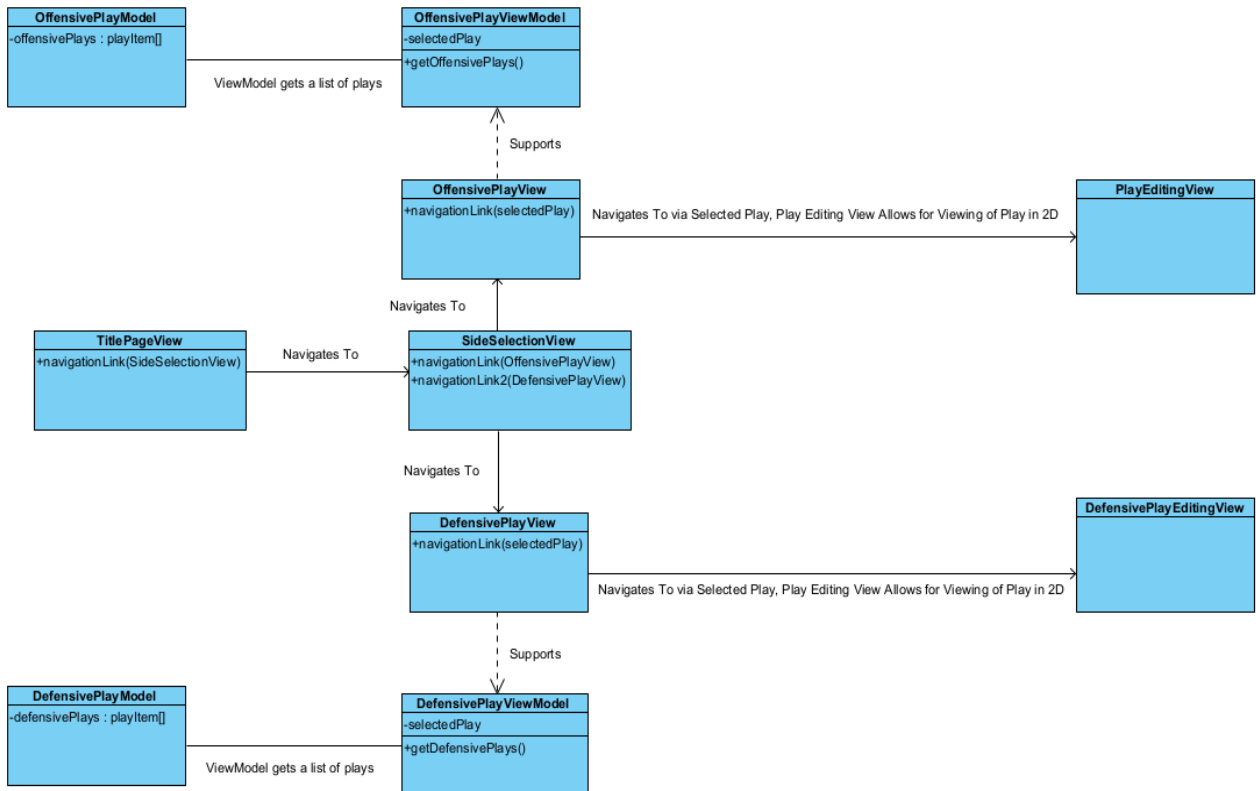 OffensivePlayModel
-offensivePlays : playItem[]
OffensivePlayViewModel
-selectedPlay
+getOffensivePlays()
ViewModel gets a list of plays
Supports
OffensivePlayView
+navigationLink(selectedPlay)
Navigates To via Selected Play, Play Editing View Allows for Viewing of Play in 2D
PlayEditingView
Navigates To
TitlePageView
+navigationLink(SideSelectionView)
Navigates To
SideSelectionView
+navigationLink(OffensivePlayView)
+navigationLink2(DefensivePlayView)
Navigates To
DefensivePlayView
+navigationLink(selectedPlay)
Navigates To via Selected Play, Play Editing View Allows for Viewing of Play in 2D
DefensivePlayEditingView
Supports
DefensivePlayModel
-defensivePlays : playItem[]
DefensivePlayViewModel
-selectedPlay
+getDefensivePlays()
ViewModel gets a list of plays